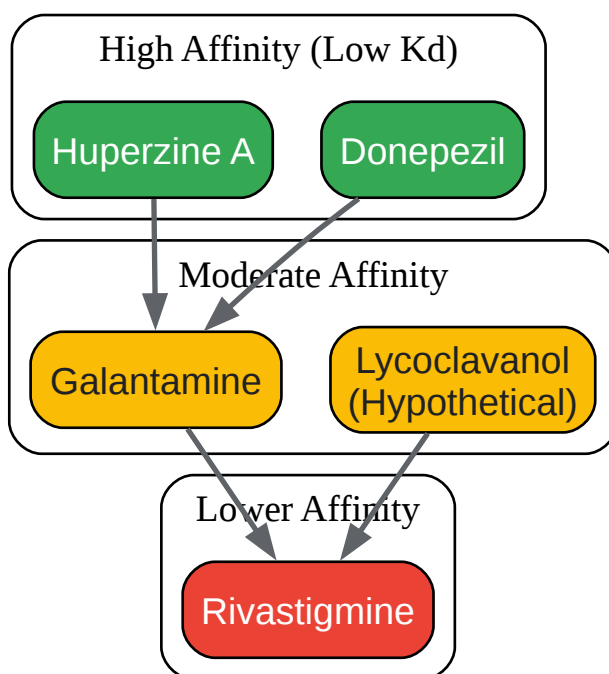 High Affinity (Low Kd)
Huperzine A
Donepezil
Moderate Affinity
Galantamine
Lycoclavanol
(Hypothetical)
Lower Affinity
Rivastigmine